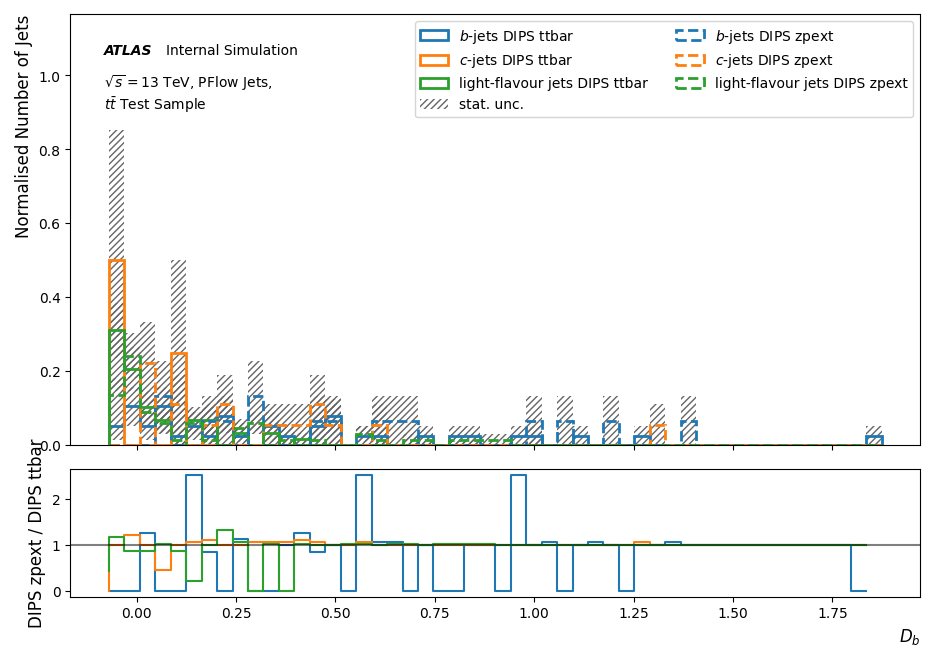 Normalised Number of Jets
ATLAS Internal Simulation
√s = 13 TeV, PFlow Jets,
tt̄ Test Sample
b-jets DIPS ttbar
c-jets DIPS ttbar
light-flavour jets DIPS ttbar
stat. unc.
b-jets DIPS zpext
c-jets DIPS zpext
light-flavour jets DIPS zpext
1.0
0.8
0.6
0.4
0.2
0.0
DIPS zpext / DIPS ttbar
2
1
0
0.00 0.25 0.50 0.75 1.00 1.25 1.50 1.75
D_b